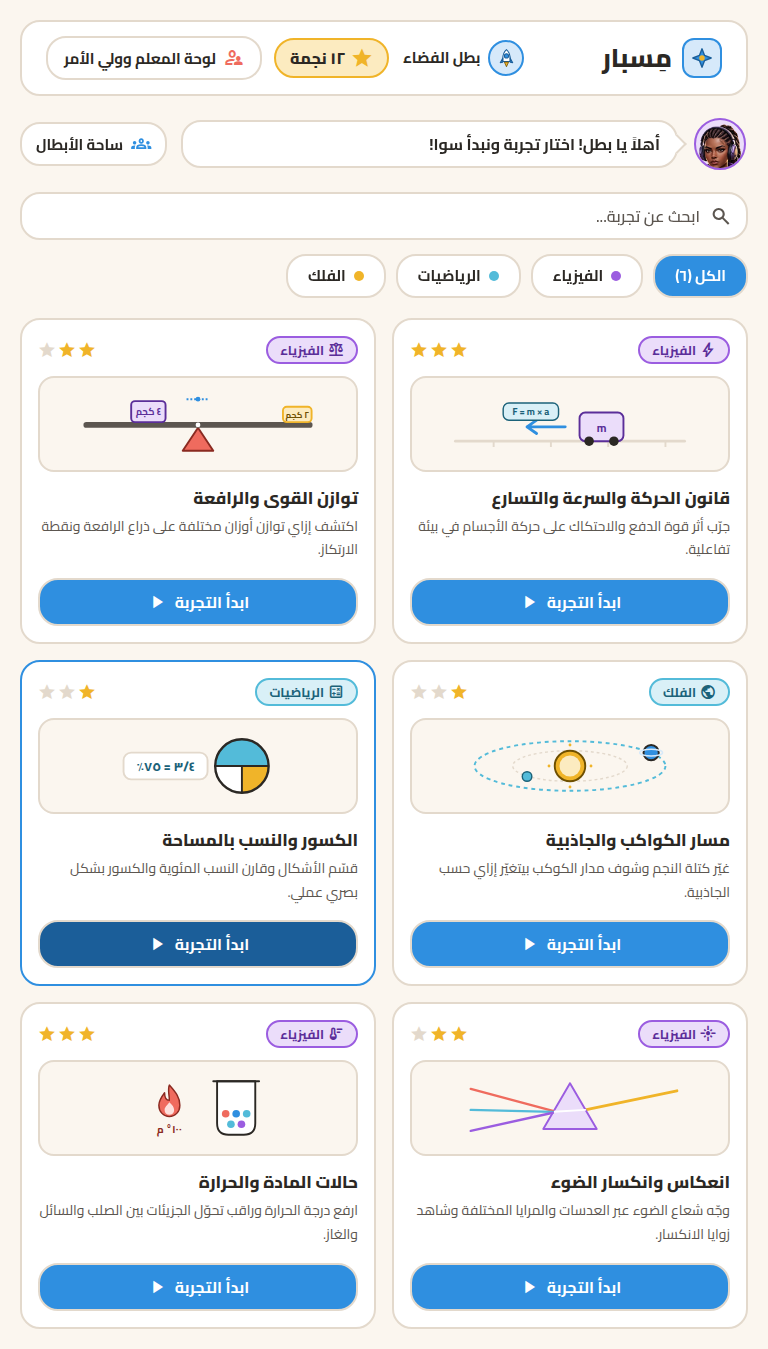 مِسبار
بطل الفضاء
١٢ نجمة
لوحة المعلم وولي الأمر
أهلاً يا بطل! اختار تجربة ونبدأ سوا!
ساحة الأبطال
ابحث عن تجربة...
الكل (٦)
الفيزياء
الرياضيات
الفلك
الفيزياء
F = m × a
m
قانون الحركة والسرعة والتسارع
جرّب أثر قوة الدفع والاحتكاك على حركة الأجسام في بيئة
تفاعلية.
ابدأ التجربة
الفيزياء
٢ كجم
٤ كجم
توازن القوى والرافعة
اكتشف إزاي توازن أوزان مختلفة على ذراع الرافعة ونقطة
الارتكاز.
ابدأ التجربة
الفلك
مسار الكواكب والجاذبية
غيّر كتلة النجم وشوف مدار الكوكب بيتغيّر إزاي حسب
الجاذبية.
ابدأ التجربة
الرياضيات
٣/٤ = ٧٥٪
الكسور والنسب بالمساحة
قسّم الأشكال وقارن النسب المئوية والكسور بشكل
بصري عملي.
ابدأ التجربة
الفيزياء
انعكاس وانكسار الضوء
وجّه شعاع الضوء عبر العدسات والمرايا المختلفة وشاهد
زوايا الانكسار.
ابدأ التجربة
الفيزياء
١٠٠° م
حالات المادة والحرارة
ارفع درجة الحرارة وراقب تحوّل الجزيئات بين الصلب والسائل
والغاز.
ابدأ التجربة